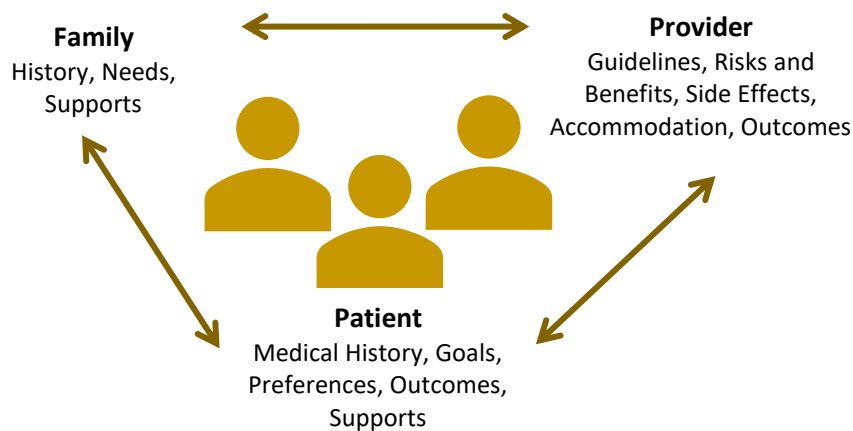 Family
History, Needs,
Supports
Provider
Guidelines, Risks and
Benefits, Side Effects,
Accommodation, Outcomes
Patient
Medical History, Goals,
Preferences, Outcomes,
Supports